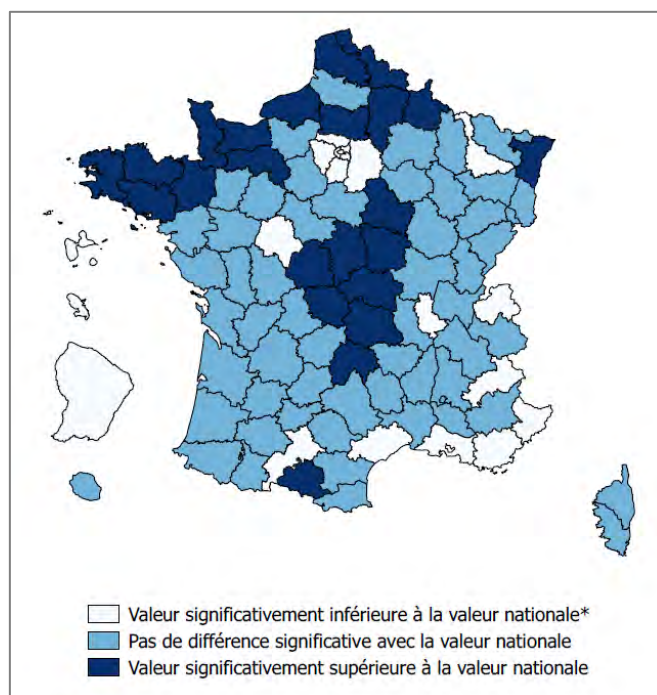 Valeur significativement inférieure à la valeur nationale*
Pas de différence significative avec la valeur nationale
Valeur significativement supérieure à la valeur nationale